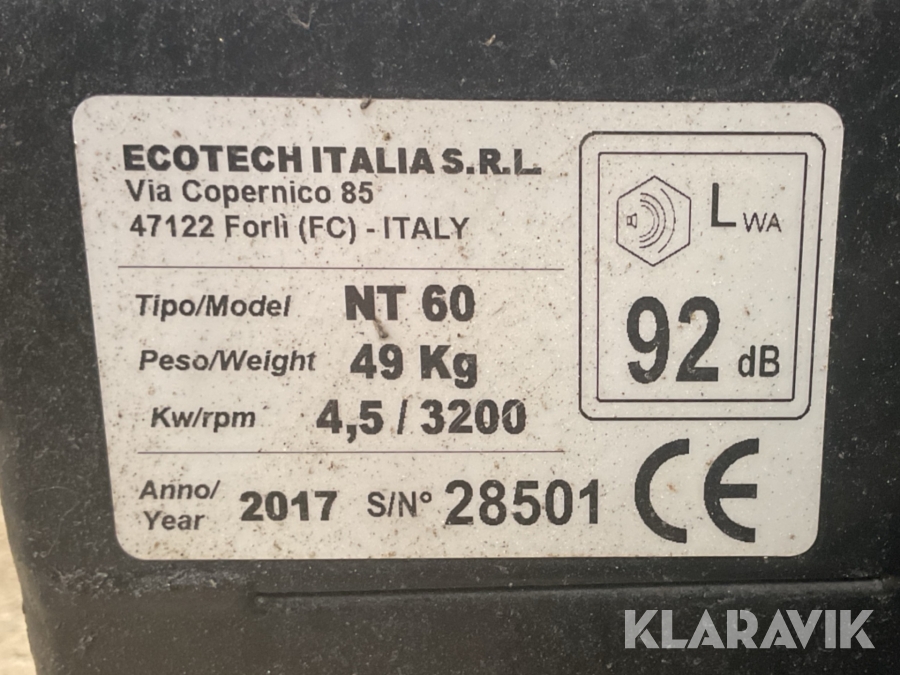 ECOTECH ITALIA S.R.L.
Via Copernico 85
47122 Forlì (FC) - ITALY
Tipo/Model NT 60
Peso/Weight 49 Kg
Kw/rpm 4,5 / 3200
Anno/
Year 2017 S/N° 28501
LWA
92 dB
CE
KLARAVIK